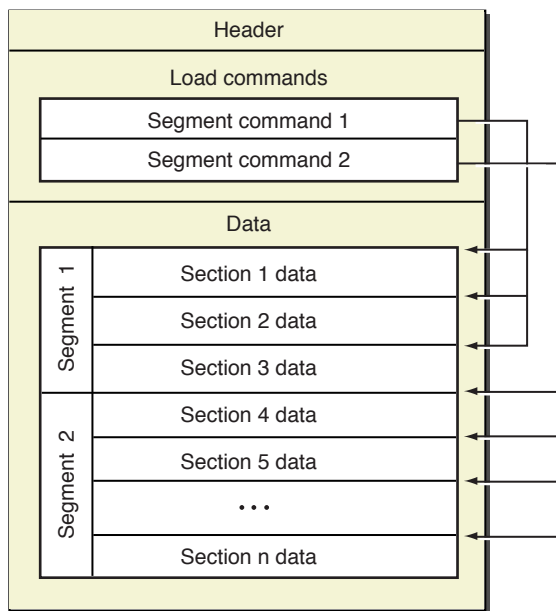 Header
Load commands
Segment command 1
Segment command 2
Data
Segment 1
Section 1 data
Section 2 data
Section 3 data
Segment 2
Section 4 data
Section 5 data
...
Section n data